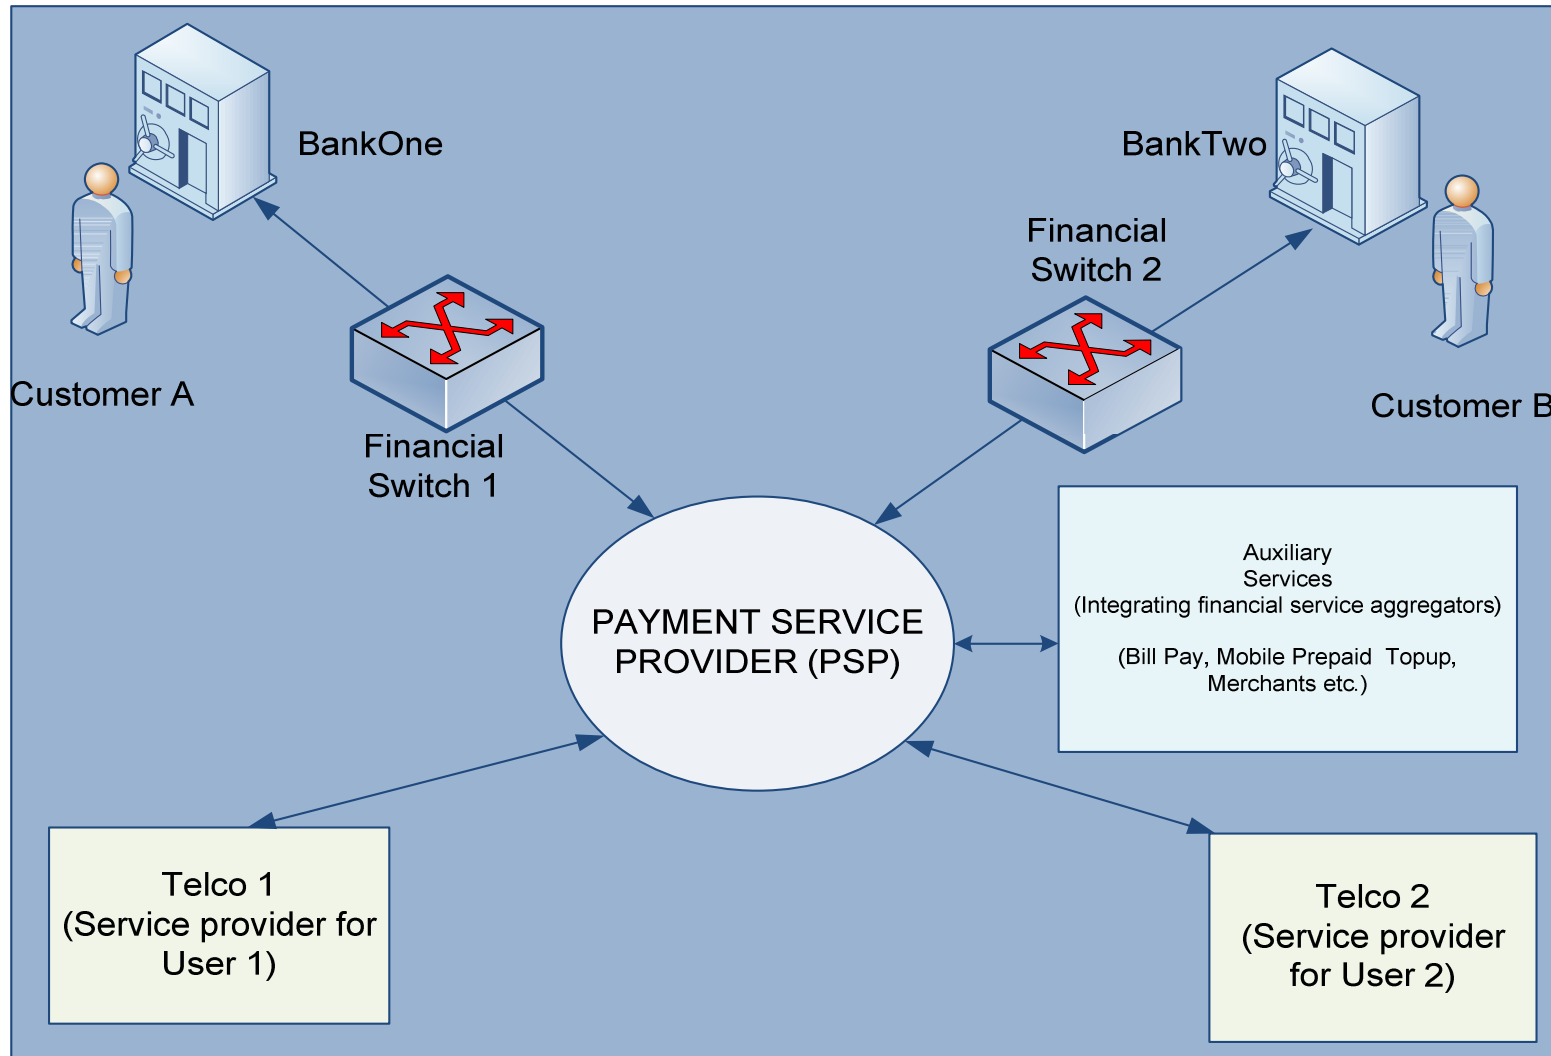 BankOne
BankTwo
Financial
Switch 2
Customer A
Customer B
Financial
Switch 1
Auxiliary
Services
(Integrating financial service aggregators)
(Bill Pay, Mobile Prepaid Topup,
Merchants etc.)
PAYMENT SERVICE
PROVIDER (PSP)
Telco 1
(Service provider for
User 1)
Telco 2
(Service provider
for User 2)